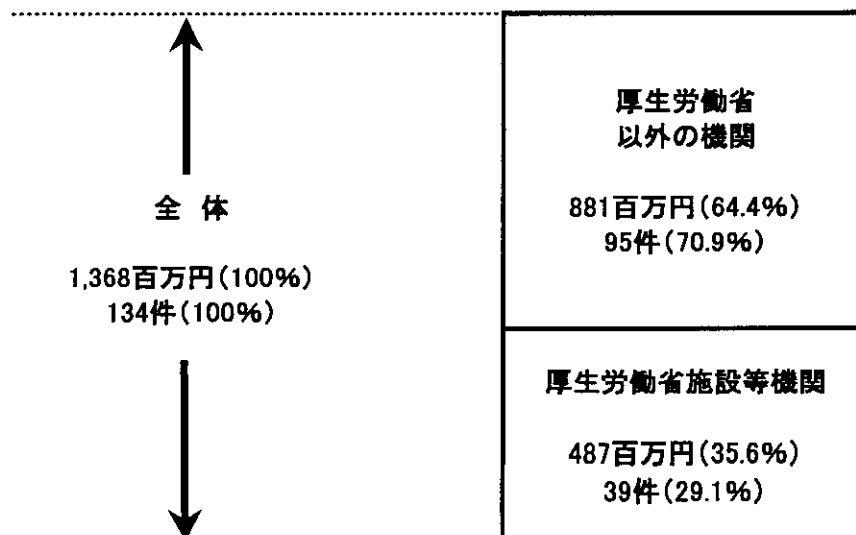 全 体
1,368百万円(100%)
134件(100%)
厚生労働省
以外の機関
881百万円(64.4%)
95件(70.9%)
厚生労働省施設等機関
487百万円(35.6%)
39件(29.1%)